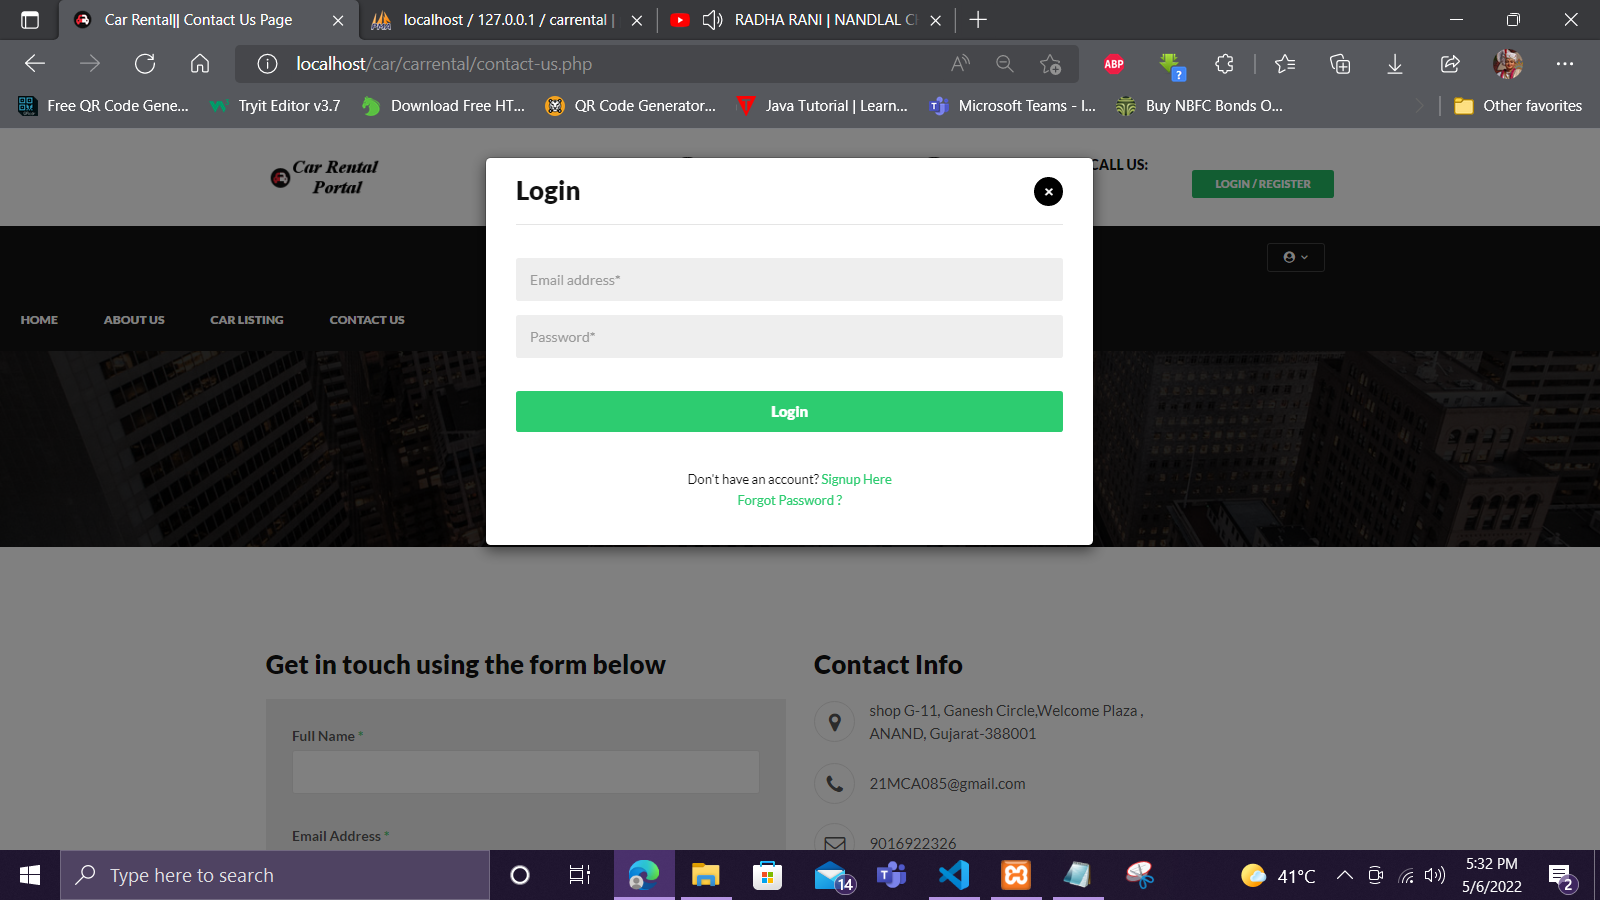 Car Rental|| Contact Us Page
localhost / 127.0.0.1 / carrental |
RADHA RANI | NANDLAL C
localhost/car/carrental/contact-us.php
ABP
Free QR Code Gene...
Tryit Editor v3.7
Download Free HT...
QR Code Generator...
Java Tutorial | Learn...
Microsoft Teams - I...
Buy NBFC Bonds O...
Other favorites
Car Rental
Portal
CALL US:
LOGIN / REGISTER
HOME
ABOUT US
CAR LISTING
CONTACT US
Login
Email address*
Password*
Login
Don't have an account? Signup Here
Forgot Password ?
Get in touch using the form below
Full Name *
Email Address *
Contact Info
shop G-11, Ganesh Circle,Welcome Plaza ,
ANAND, Gujarat-388001
21MCA085@gmail.com
9016922326
Type here to search
14
41°C
5:32 PM
5/6/2022
2